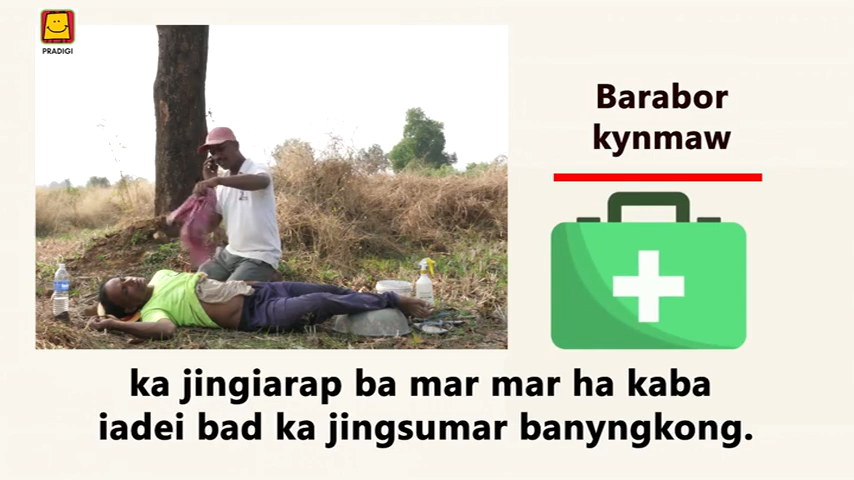 PRADIGI
Barabor
kynmaw
ka jingiarap ba mar mar ha kaba
iadei bad ka jingsumar banyngkong.